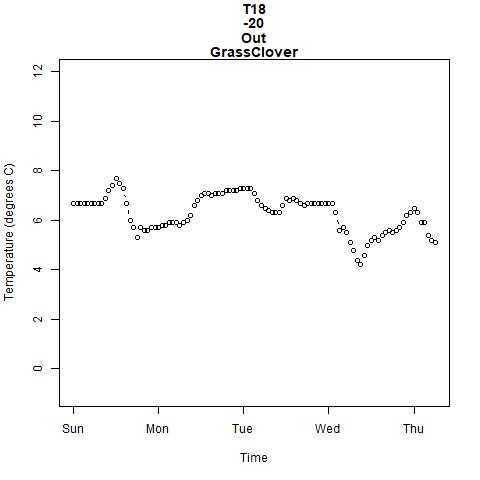 T18
-20
Out
GrassClover
Temperature (degrees C)
12
10
8
6
4
2
0
Sun Mon Tue Wed Thu
Time